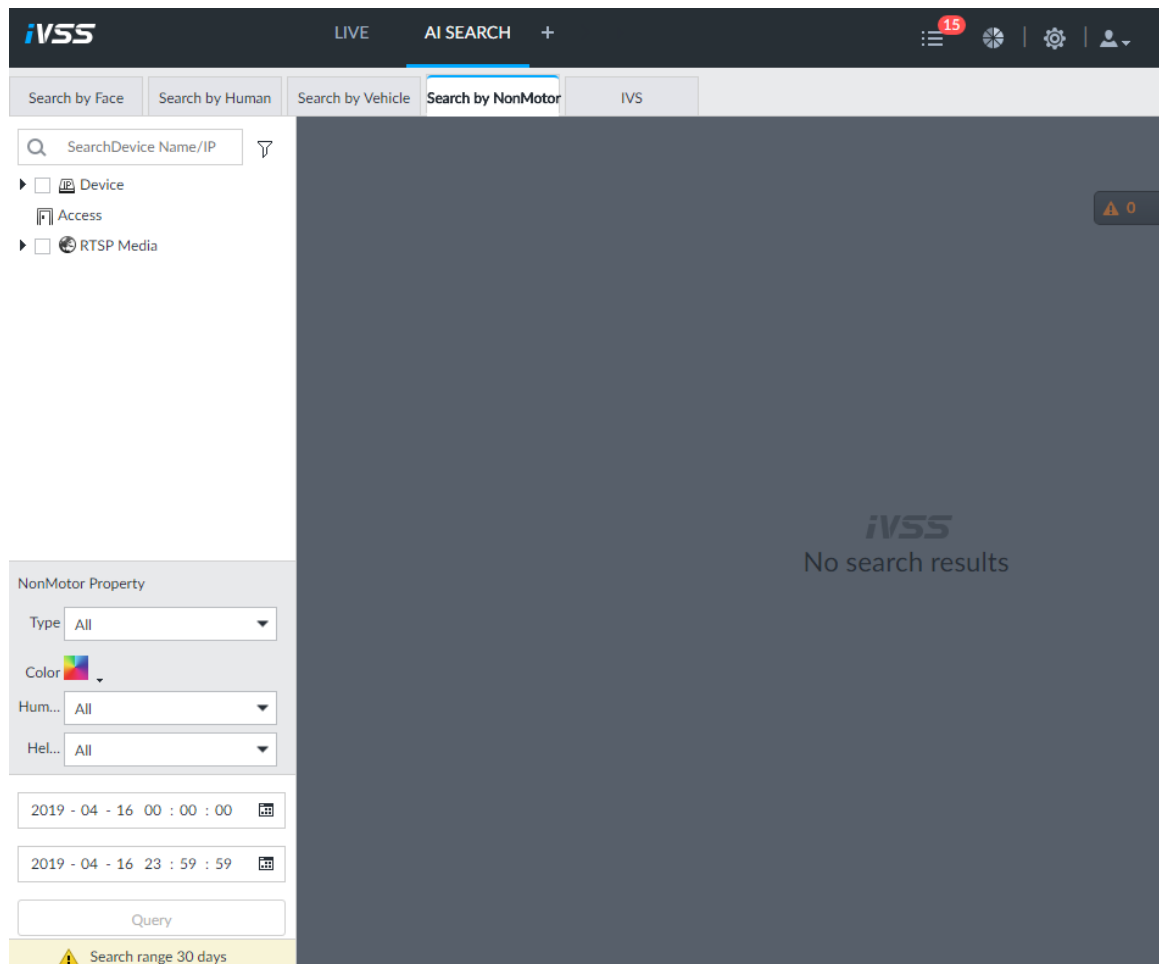 iVSS LIVE AI SEARCH + 15
Search by Face Search by Human Search by Vehicle Search by NonMotor IVS
SearchDevice Name/IP
IP Device
0
Access
RTSP Media
iVSS
No search results
NonMotor Property
Type All
Color
Hum... All
Hel... All
2019 - 04 - 16 00 : 00 : 00
2019 - 04 - 16 23 : 59 : 59
Query
Search range 30 days